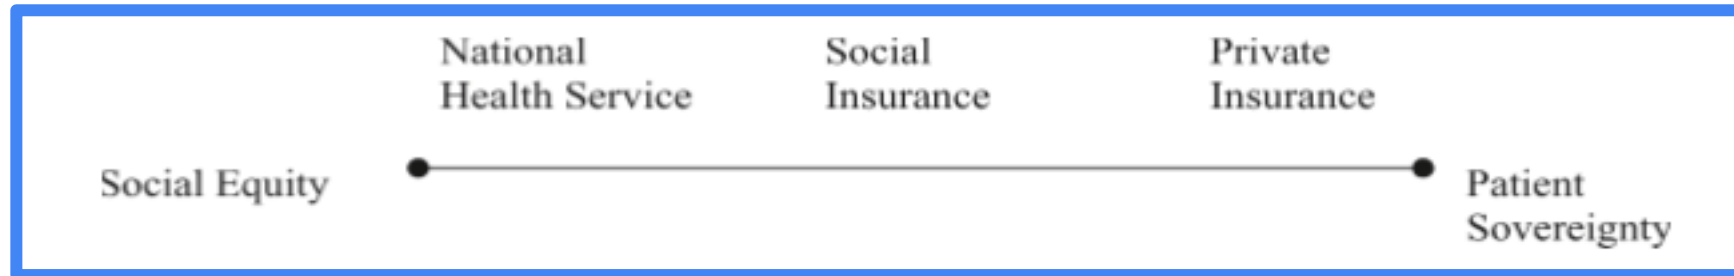 National
Health Service
Social
Insurance
Private
Insurance
Social Equity
Patient
Sovereignty